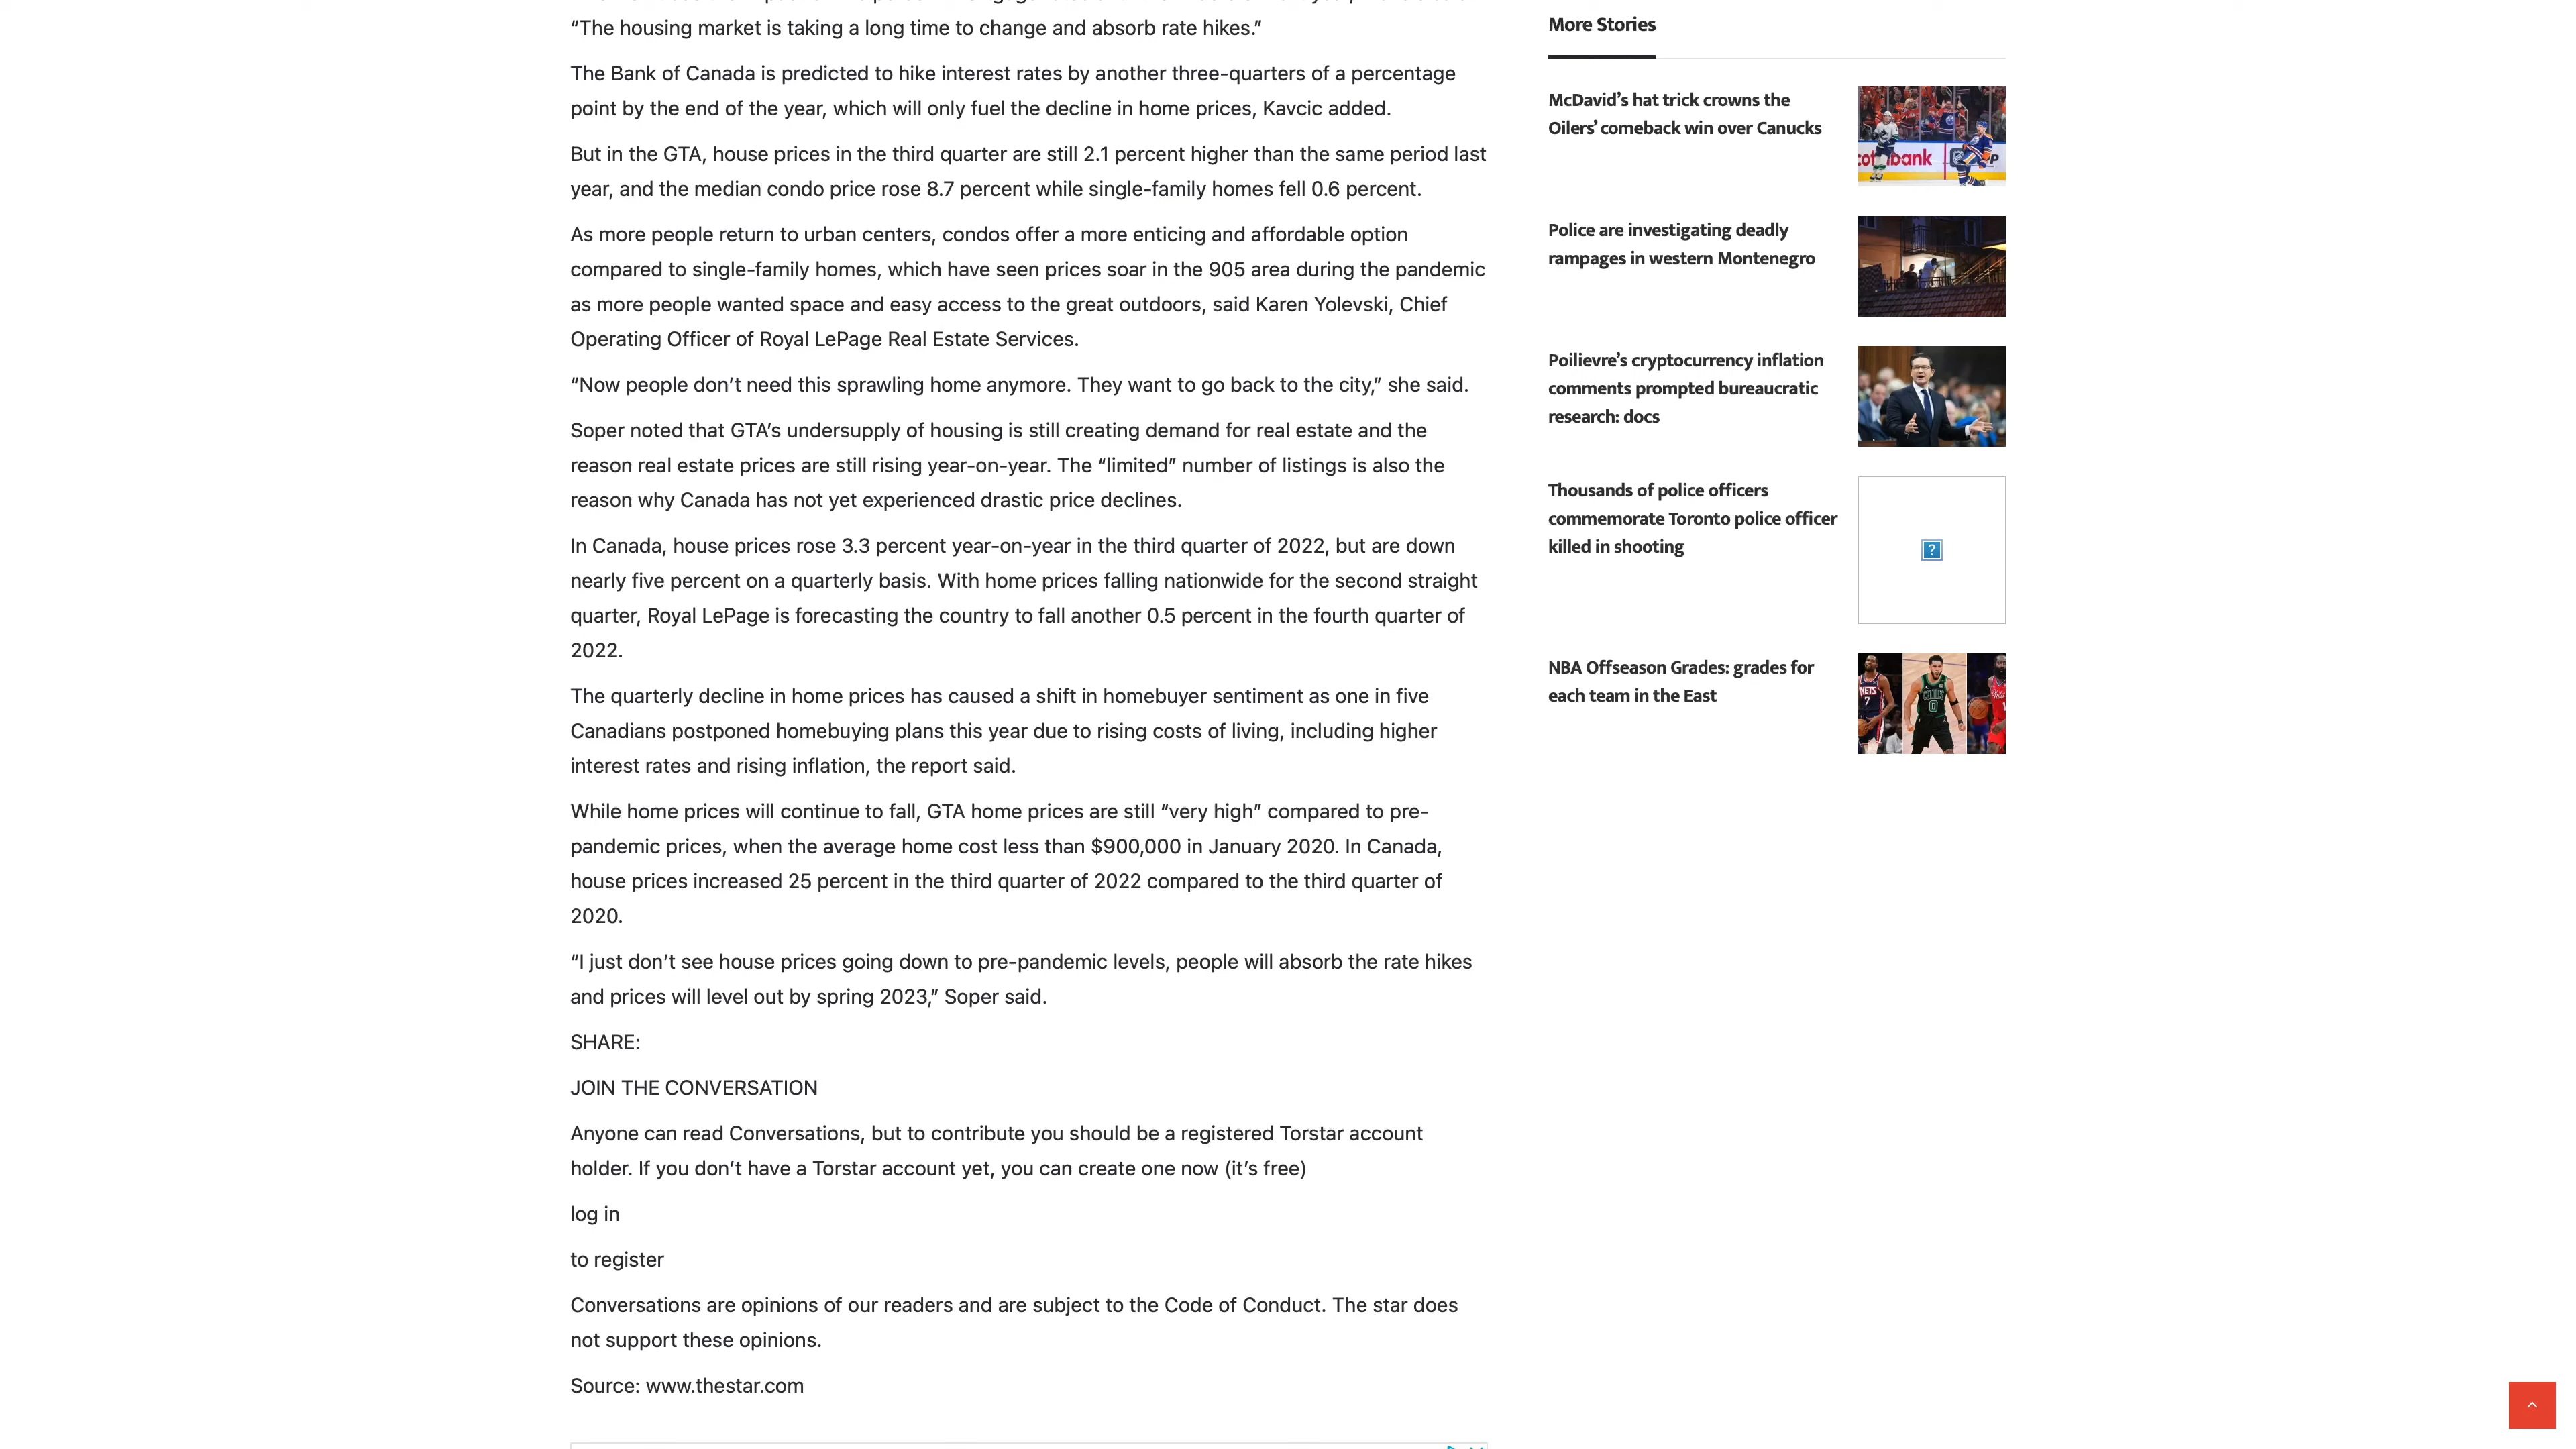 "The housing market is taking a long time to change and absorb rate hikes."
The Bank of Canada is predicted to hike interest rates by another three-quarters of a percentage
point by the end of the year, which will only fuel the decline in home prices, Kavcic added.
But in the GTA, house prices in the third quarter are still 2.1 percent higher than the same period last
year, and the median condo price rose 8.7 percent while single-family homes fell 0.6 percent.
As more people return to urban centers, condos offer a more enticing and affordable option
compared to single-family homes, which have seen prices soar in the 905 area during the pandemic
as more people wanted space and easy access to the great outdoors, said Karen Yolevski, Chief
Operating Officer of Royal LePage Real Estate Services.
“Now people don’t need this sprawling home anymore. They want to go back to the city,” she said.
Soper noted that GTA’s undersupply of housing is still creating demand for real estate and the
reason real estate prices are still rising year-on-year. The “limited” number of listings is also the
reason why Canada has not yet experienced drastic price declines.
In Canada, house prices rose 3.3 percent year-on-year in the third quarter of 2022, but are down
nearly five percent on a quarterly basis. With home prices falling nationwide for the second straight
quarter, Royal LePage is forecasting the country to fall another 0.5 percent in the fourth quarter of
2022.
The quarterly decline in home prices has caused a shift in homebuyer sentiment as one in five
Canadians postponed homebuying plans this year due to rising costs of living, including higher
interest rates and rising inflation, the report said.
While home prices will continue to fall, GTA home prices are still “very high” compared to pre-
pandemic prices, when the average home cost less than $900,000 in January 2020. In Canada,
house prices increased 25 percent in the third quarter of 2022 compared to the third quarter of
2020.
“I just don’t see house prices going down to pre-pandemic levels, people will absorb the rate hikes
and prices will level out by spring 2023,” Soper said.
SHARE:
JOIN THE CONVERSATION
Anyone can read Conversations, but to contribute you should be a registered Torstar account
holder. If you don’t have a Torstar account yet, you can create one now (it’s free)
log in
to register
Conversations are opinions of our readers and are subject to the Code of Conduct. The star does
not support these opinions.
Source: www.thestar.com
More Stories
McDavid’s hat trick crowns the
Oilers’ comeback win over Canucks
Police are investigating deadly
rampages in western Montenegro
Poilievre’s cryptocurrency inflation
comments prompted bureaucratic
research: docs
Thousands of police officers
commemorate Toronto police officer
killed in shooting
NBA Offseason Grades: grades for
each team in the East